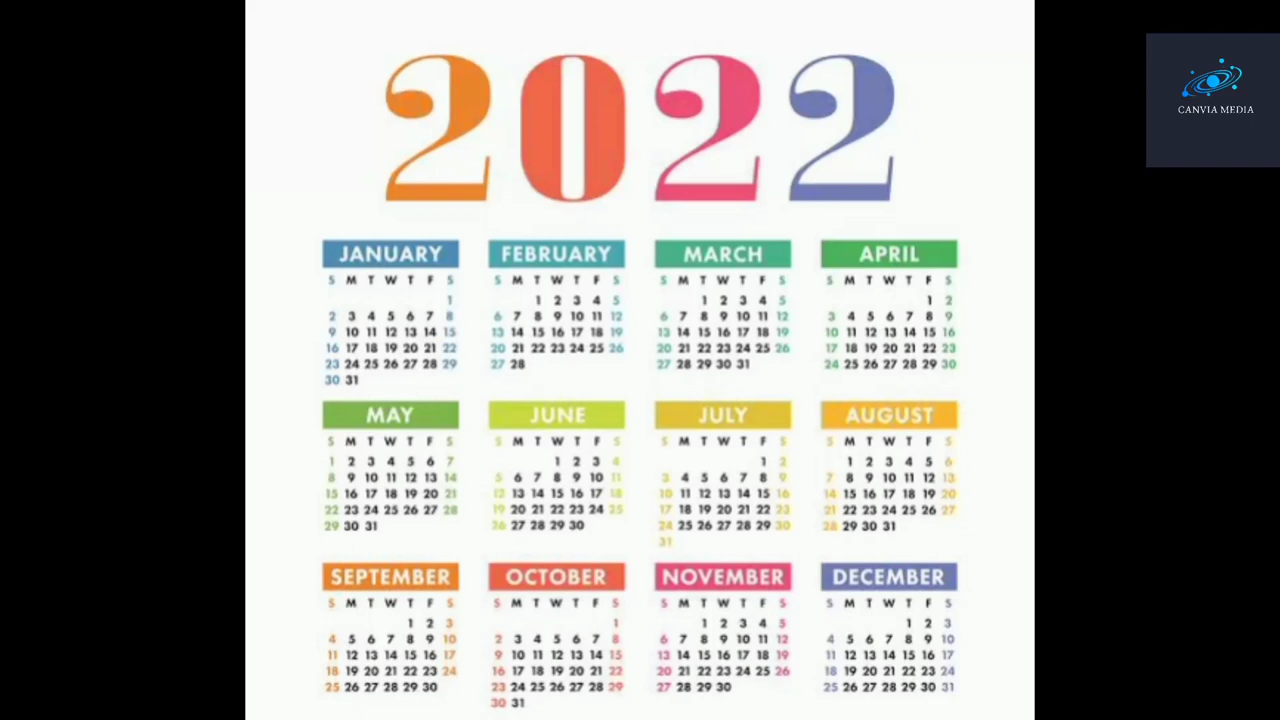 2022
CANVIA MEDIA
JANUARY FEBRUARY MARCH APRIL
S M T W T F S S M T W T F S S M T W T F S S M T W T F S
1 1 2 3 4 5 1 2 3 4 5 1 2
2 3 4 5 6 7 8 6 7 8 9 10 11 12 6 7 8 9 10 11 12 3 4 5 6 7 8 9
9 10 11 12 13 14 15 13 14 15 16 17 18 19 13 14 15 16 17 18 19 10 11 12 13 14 15 16
16 17 18 19 20 21 22 20 21 22 23 24 25 26 20 21 22 23 24 25 26 17 18 19 20 21 22 23
23 24 25 26 27 28 29 27 28 27 28 29 30 31 24 25 26 27 28 29 30
30 31
MAY JUNE JULY AUGUST
S M T W T F S S M T W T F S S M T W T F S S M T W T F S
1 2 3 4 5 6 7 1 2 3 4 1 2 1 2 3 4 5 6
8 9 10 11 12 13 14 5 6 7 8 9 10 11 3 4 5 6 7 8 9 7 8 9 10 11 12 13
15 16 17 18 19 20 21 12 13 14 15 16 17 18 10 11 12 13 14 15 16 14 15 16 17 18 19 20
22 23 24 25 26 27 28 19 20 21 22 23 24 25 17 18 19 20 21 22 23 21 22 23 24 25 26 27
29 30 31 26 27 28 29 30 24 25 26 27 28 29 30 28 29 30 31
31
SEPTEMBER OCTOBER NOVEMBER DECEMBER
S M T W T F S S M T W T F S S M T W T F S S M T W T F S
1 2 3 1 1 2 3 4 5 1 2 3
4 5 6 7 8 9 10 2 3 4 5 6 7 8 6 7 8 9 10 11 12 4 5 6 7 8 9 10
11 12 13 14 15 16 17 9 10 11 12 13 14 15 13 14 15 16 17 18 19 11 12 13 14 15 16 17
18 19 20 21 22 23 24 16 17 18 19 20 21 22 20 21 22 23 24 25 26 18 19 20 21 22 23 24
25 26 27 28 29 30 23 24 25 26 27 28 29 27 28 29 30 25 26 27 28 29 30 31
30 31